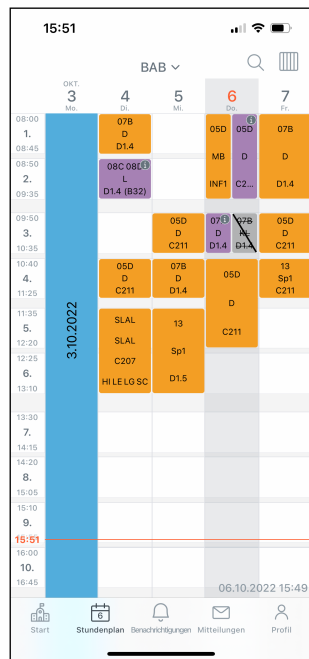 15:51
BAB
OKT.
3 4 5 6 7
Mo. Di. Mi. Do. Fr.
08:00
1.
08:45
07B
D
D1.4
05D
MB
INF1
05D
D
C2...
07B
D
D1.4
08:50
2.
09:35
08C 08D
L
D1.4 (B32)
09:50
3.
10:35
05D
D
C211
07
D
D1.4
07B
KL
D1.4
05D
D
C211
10:40
4.
11:25
05D
D
C211
07B
D
D1.4
05D
D
C211
13
Sp1
C211
3.10.2022
11:35
5.
12:20
SLAL
SLAL
C207
HI LE LG SC
13
Sp1
D1.5
12:25
6.
13:10
13:30
7.
14:15
14:20
8.
15:05
15:10
9.
15:51
16:00
10.
16:45
06.10.2022 15:49
6
Start Stundenplan Benachrichtigungen Mitteilungen Profil